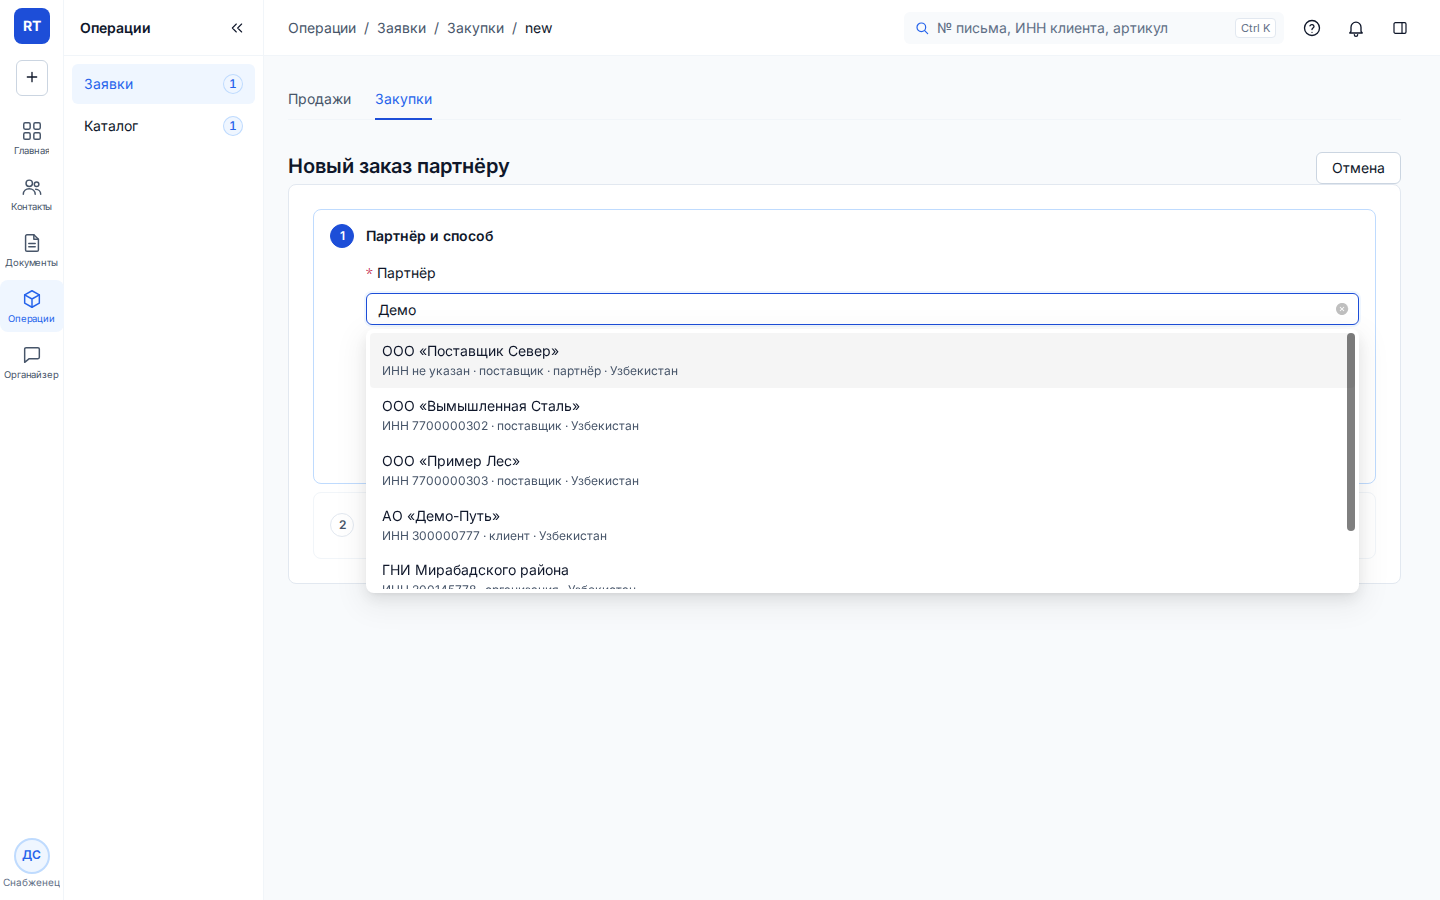 RT
Операции
Операции / Заявки / Закупки / new
№ письма, ИНН клиента, артикул
Ctrl K
Заявки 1
Каталог 1
Главная
Контакты
Документы
Операции
Органайзер
ДС
Снабженец
Продажи Закупки
Новый заказ партнёру
Отмена
1 Партнёр и способ
* Партнёр
Демо
ООО «Поставщик Север»
ИНН не указан · поставщик · партнёр · Узбекистан
ООО «Вымышленная Сталь»
ИНН 7700000302 · поставщик · Узбекистан
ООО «Пример Лес»
ИНН 7700000303 · поставщик · Узбекистан
АО «Демо-Путь»
ИНН 300000777 · клиент · Узбекистан
ГНИ Мирабадского района
2